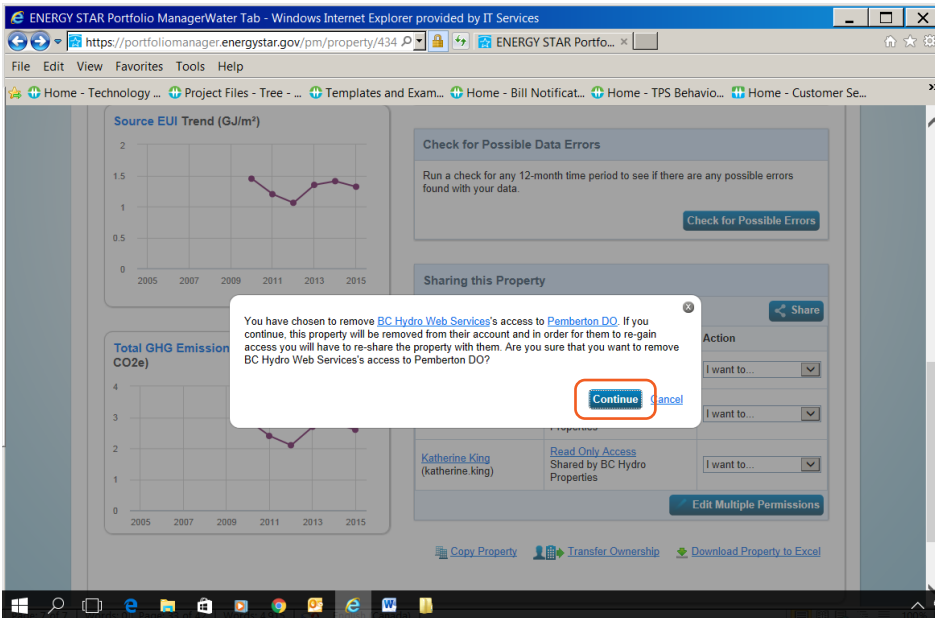 ENERGY STAR Portfolio ManagerWater Tab - Windows Internet Explorer provided by IT Services
https://portfoliomanager.energystar.gov/pm/property/434
ENERGY STAR Portfo... ×
File Edit View Favorites Tools Help
Home - Technology ... Project Files - Tree - ... Templates and Exam... Home - Bill Notificat... Home - TPS Behavio... Home - Customer Se... »
Source EUI Trend (GJ/m²)
2
1.5
1
0.5
0
2005 2007 2009 2011 2013 2015
Check for Possible Data Errors
Run a check for any 12-month time period to see if there are any possible errors
found with your data.
Check for Possible Errors
Sharing this Property
Share
Action
I want to...
I want to...
Properties
Katherine King
(katherine.king)
Read Only Access
Shared by BC Hydro
Properties
I want to...
Edit Multiple Permissions
You have chosen to remove BC Hydro Web Services's access to Pemberton DO. If you
continue, this property will be removed from their account and in order for them to re-gain
access you will have to re-share the property with them. Are you sure that you want to remove
BC Hydro Web Services's access to Pemberton DO?
Continue Cancel
Total GHG Emission
CO2e)
4
3
2
1
0
2005 2007 2009 2011 2013 2015
Copy Property Transfer Ownership Download Property to Excel